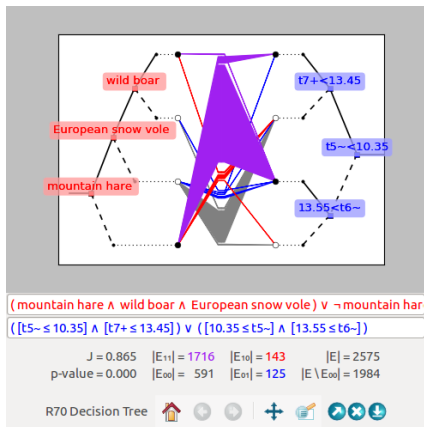 wild boar
t7+<13.45
European snow vole
t5~<10.35
mountain hare
13.55<t6~
( mountain hare ∧ wild boar ∧ European snow vole ) ∨ ¬ mountain har
( [t5~ ≤ 10.35] ∧ [t7+ ≤ 13.45] ) ∨ ( [10.35 ≤ t5~] ∧ [13.55 ≤ t6~] )
J = 0.865 |E₁₁| = 1716 |E₁₀| = 143 |E| = 2575
p-value = 0.000 |E₀₀| = 591 |E₀₁| = 125 |E \ E₀₀| = 1984
R70 Decision Tree